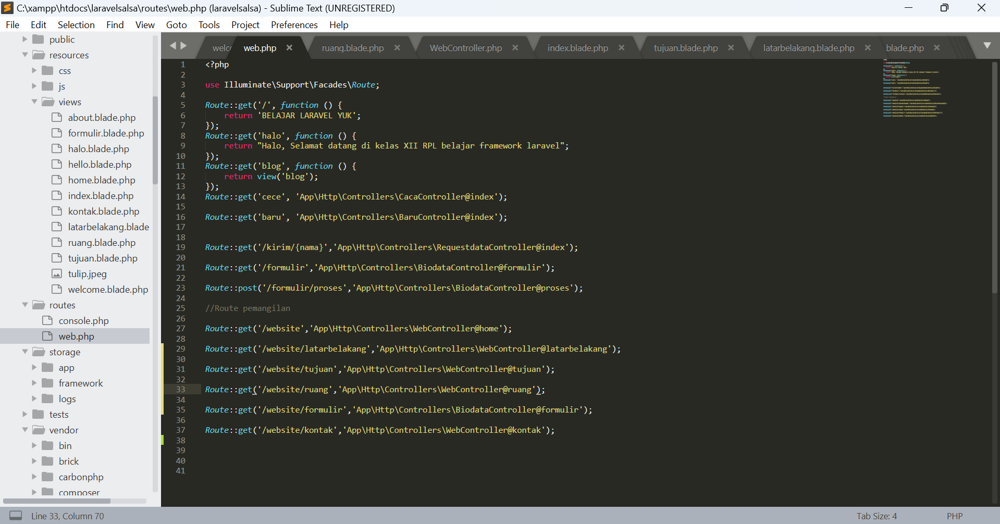 C:\xampp\htdocs\laravelsalsa\routes\web.php (laravelsalsa) - Sublime Text (UNREGISTERED)
File Edit Selection Find View Goto Tools Project Preferences Help
public
resources
css
js
views
about.blade.php
formulir.blade.php
halo.blade.php
hello.blade.php
home.blade.php
index.blade.php
kontak.blade.php
latarbelakang.blade
ruang.blade.php
tujuan.blade.php
tulip.jpeg
welcome.blade.php
routes
console.php
web.php
storage
app
framework
logs
tests
vendor
bin
brick
carbonphp
composer
welc web.php ruang.blade.php WebController.php index.blade.php tujuan.blade.php latarbelakang.blade.php blade.php
1 <?php
2
3 use Illuminate\Support\Facades\Route;
4
5 Route::get('/', function () {
6 return 'BELAJAR LARAVEL YUK';
7 });
8 Route::get('halo', function () {
9 return "Halo, Selamat datang di kelas XII RPL belajar framework laravel";
10 });
11 Route::get('blog', function () {
12 return view('blog');
13 });
14 Route::get('cece', 'App\Http\Controllers\CacaController@index');
15
16 Route::get('baru', 'App\Http\Controllers\BaruController@index');
17
18
19 Route::get('/kirim/{nama}','App\Http\Controllers\RequestdataController@index');
20
21 Route::get('/formulir','App\Http\Controllers\BiodataController@formulir');
22
23 Route::post('/formulir/proses','App\Http\Controllers\BiodataController@proses');
24
25 //Route pemangilan
26
27 Route::get('/website','App\Http\Controllers\WebController@home');
28
29 Route::get('/website/latarbelakang','App\Http\Controllers\WebController@latarbelakang');
30
31 Route::get('/website/tujuan','App\Http\Controllers\WebController@tujuan');
32
33 Route::get('/website/ruang','App\Http\Controllers\WebController@ruang');
34
35 Route::get('/website/formulir','App\Http\Controllers\BiodataController@formulir');
36
37 Route::get('/website/kontak','App\Http\Controllers\WebController@kontak');
38
39
40
41
Line 33, Column 70 Tab Size: 4 PHP